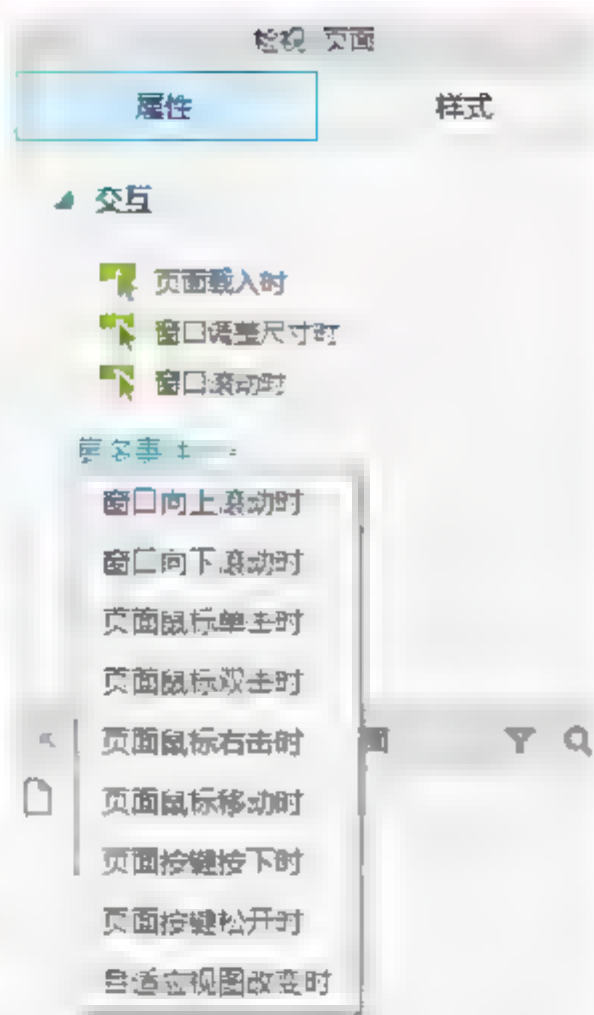 检视: 页面
属性
样式
交互
页面载入时
窗口调整尺寸时
窗口滚动时
更多事件
窗口向上滚动时
窗口向下滚动时
页面鼠标单击时
页面鼠标双击时
页面鼠标右击时
页面鼠标移动时
页面按键按下时
页面按键松开时
自适应视图改变时